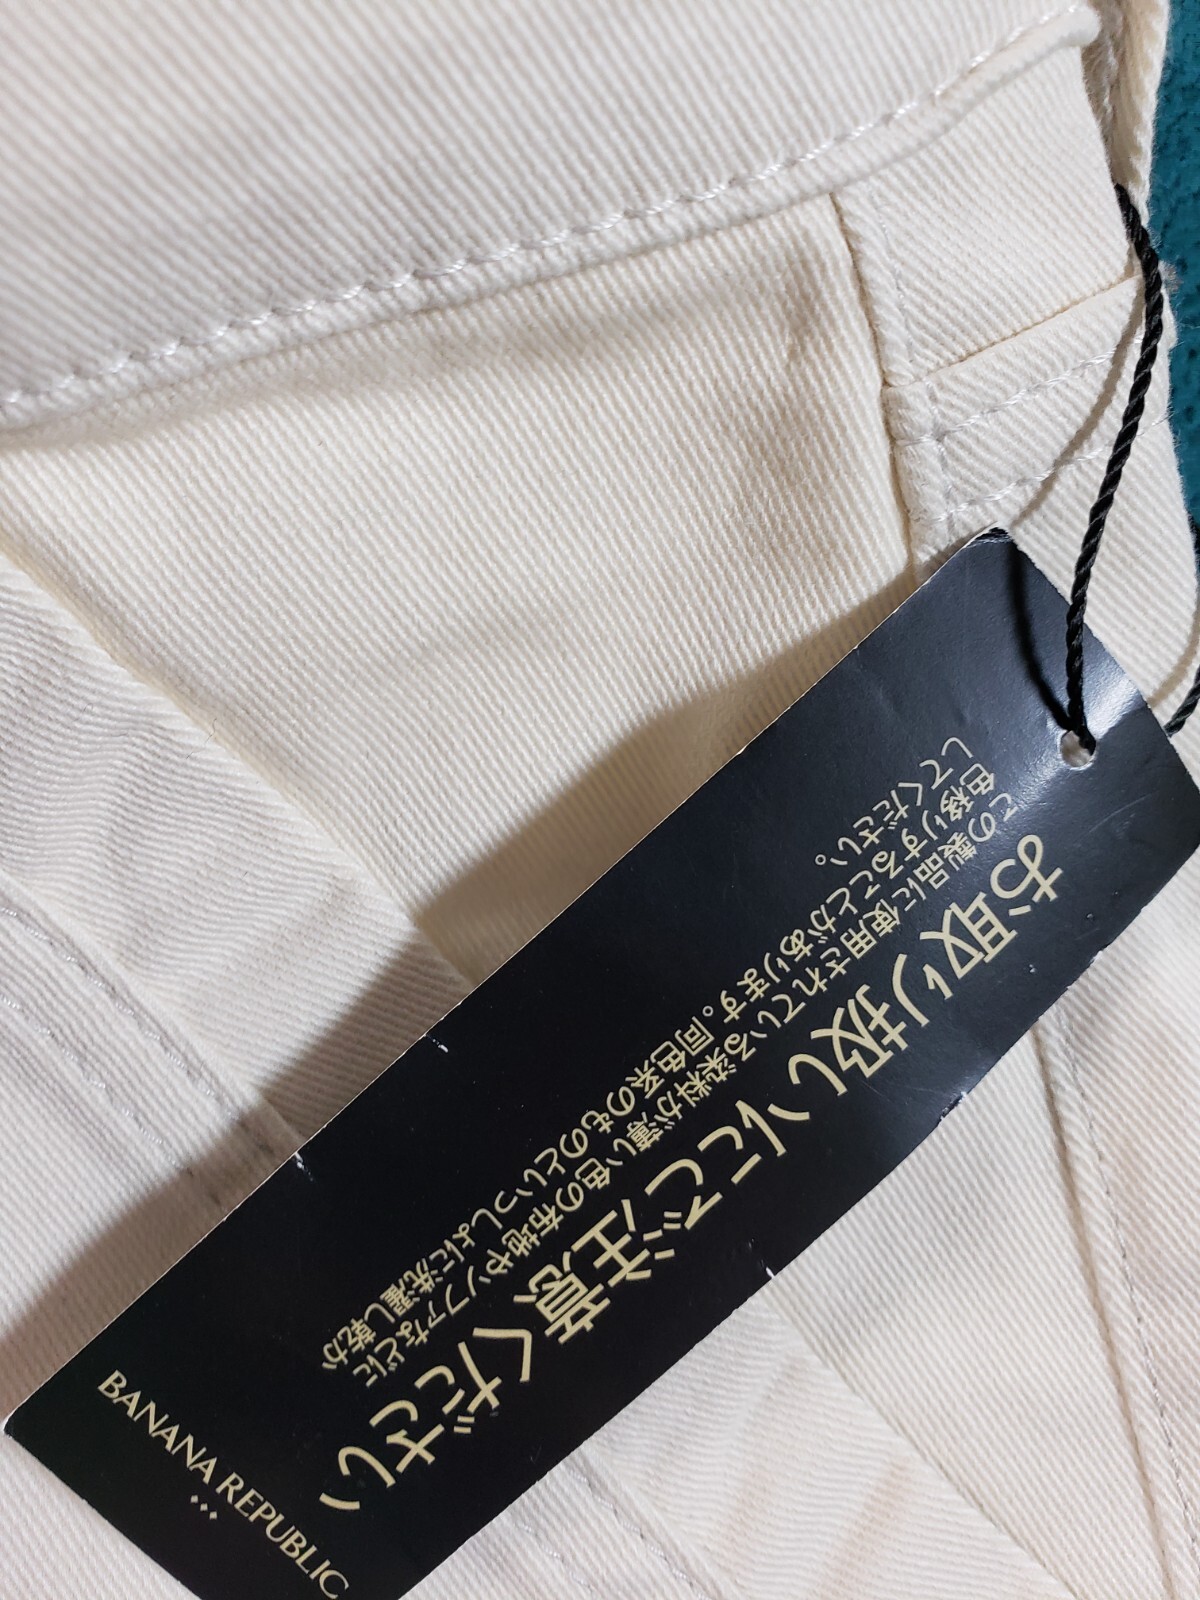 お取り扱いにご注意ください
この製品に使用されている染料が薄い色の布地やソファなどに
色移りすることがあります。同色系のものといっしょに洗濯し乾か
してください。
BANANA REPUBLIC